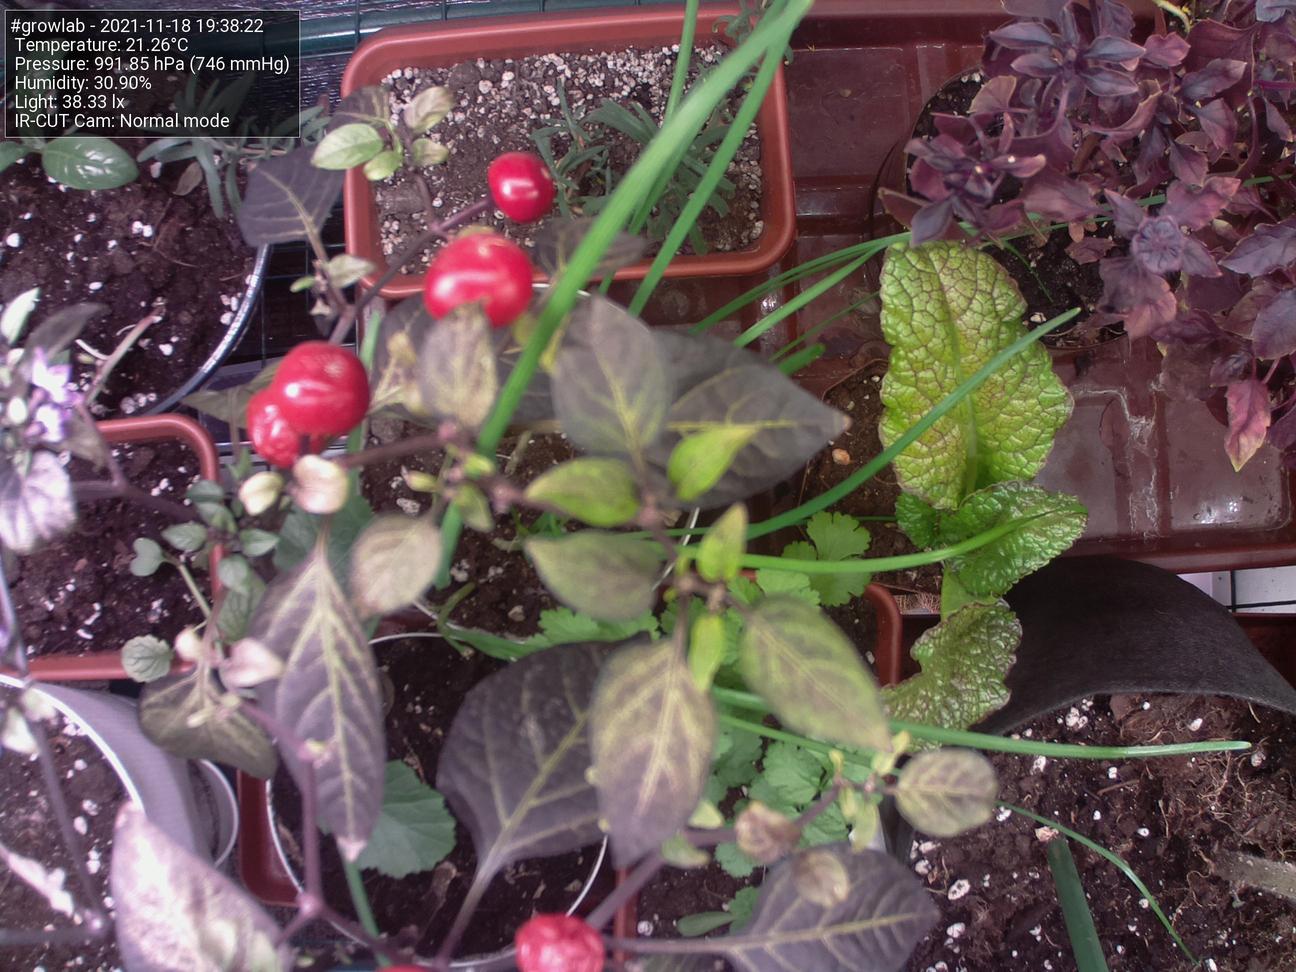 #growlab - 2021-11-18 19:38:22
Temperature: 21.26°C
Pressure: 991.85 hPa (746 mmHg)
Humidity: 30.90%
Light: 38.33 lx
IR-CUT Cam: Normal mode